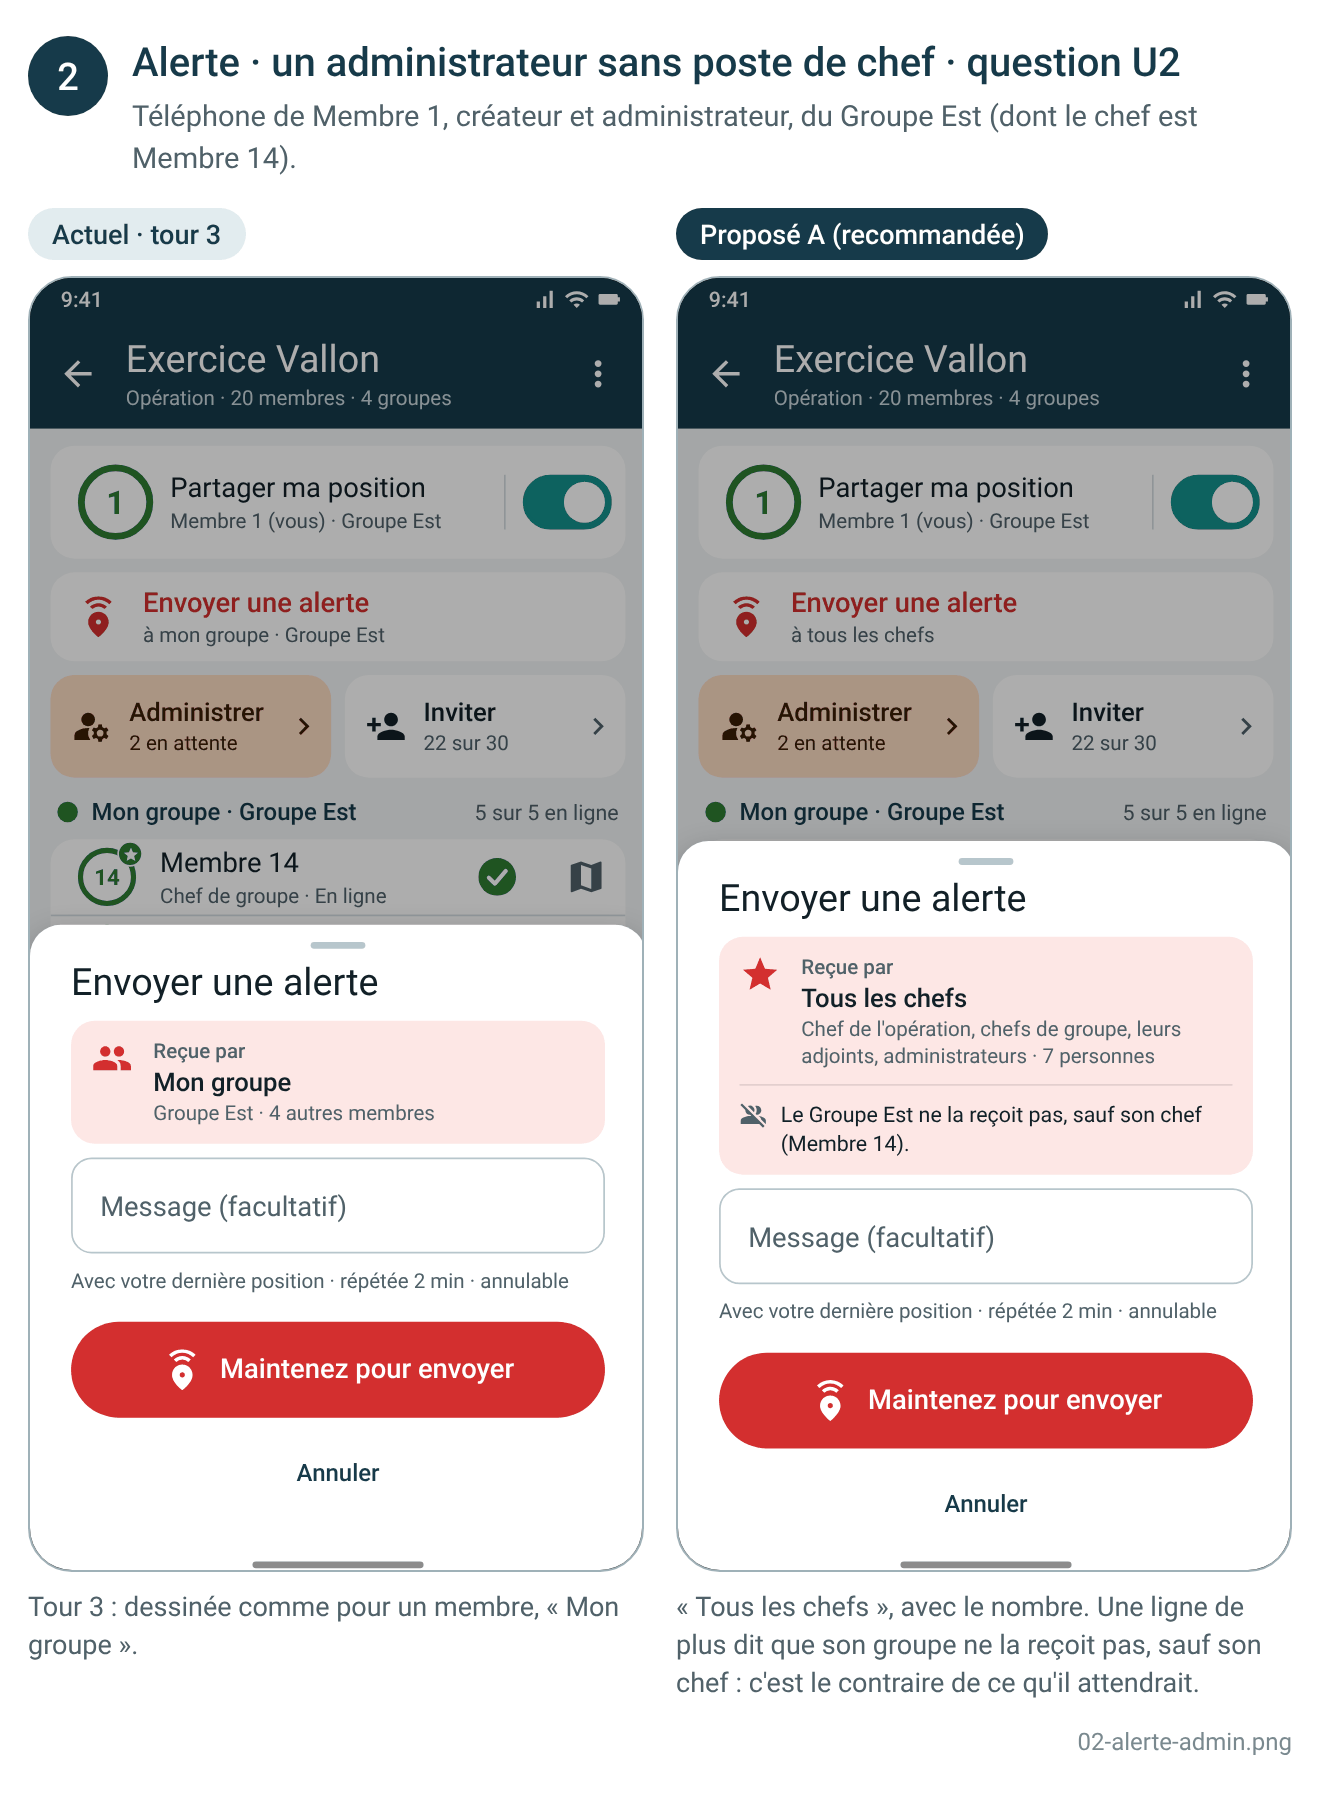 2
Alerte · un administrateur sans poste de chef · question U2
Téléphone de Membre 1, créateur et administrateur, du Groupe Est (dont le chef est
Membre 14).
Actuel · tour 3
9:41
Exercice Vallon
Opération · 20 membres · 4 groupes
1
Partager ma position
Membre 1 (vous) · Groupe Est
Envoyer une alerte
à mon groupe · Groupe Est
Administrer
2 en attente
Inviter
22 sur 30
Mon groupe · Groupe Est
5 sur 5 en ligne
14
Membre 14
Chef de groupe · En ligne
Envoyer une alerte
Reçue par
Mon groupe
Groupe Est · 4 autres membres
Message (facultatif)
Avec votre dernière position · répétée 2 min · annulable
Maintenez pour envoyer
Annuler
Tour 3 : dessinée comme pour un membre, « Mon
groupe ».
Proposé A (recommandée)
9:41
Exercice Vallon
Opération · 20 membres · 4 groupes
1
Partager ma position
Membre 1 (vous) · Groupe Est
Envoyer une alerte
à tous les chefs
Administrer
2 en attente
Inviter
22 sur 30
Mon groupe · Groupe Est
5 sur 5 en ligne
Envoyer une alerte
Reçue par
Tous les chefs
Chef de l'opération, chefs de groupe, leurs
adjoints, administrateurs · 7 personnes
Le Groupe Est ne la reçoit pas, sauf son chef
(Membre 14).
Message (facultatif)
Avec votre dernière position · répétée 2 min · annulable
Maintenez pour envoyer
Annuler
« Tous les chefs », avec le nombre. Une ligne de
plus dit que son groupe ne la reçoit pas, sauf son
chef : c'est le contraire de ce qu'il attendrait.
02-alerte-admin.png